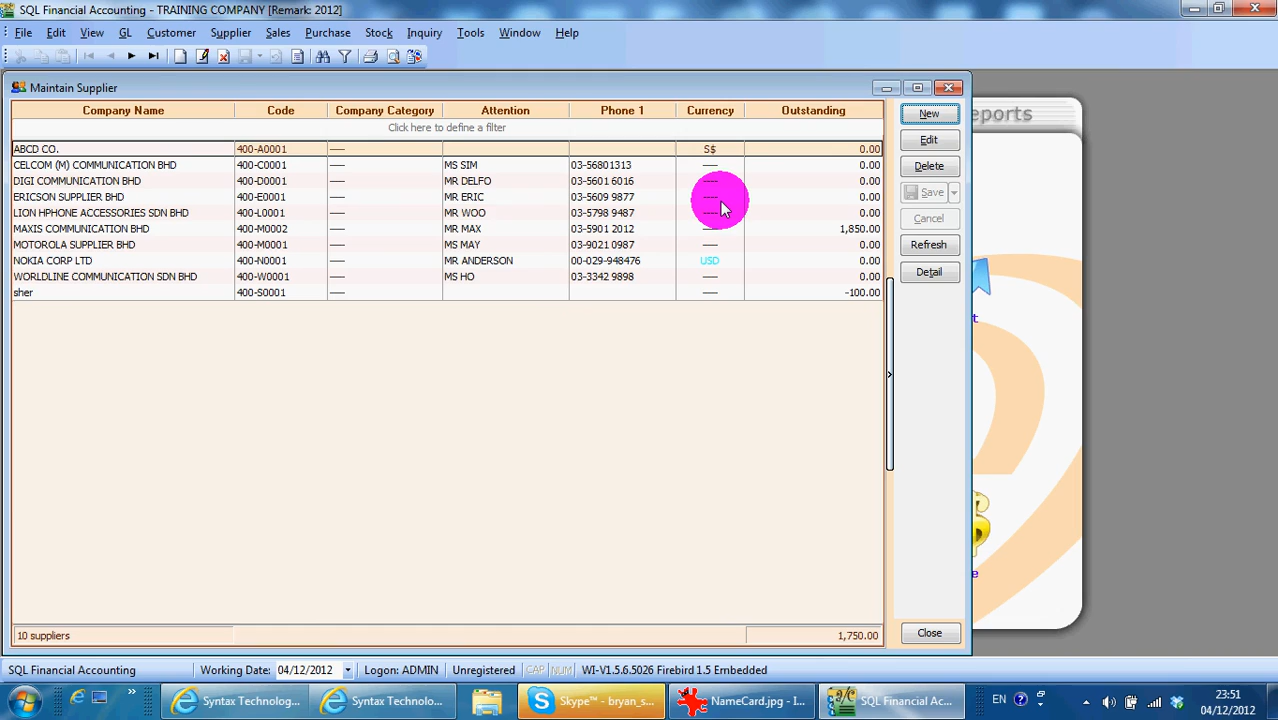 SQL Financial Accounting - TRAINING COMPANY [Remark: 2012]
File Edit View GL Customer Supplier Sales Purchase Stock Inquiry Tools Window Help
Maintain Supplier
Company Name Code Company Category Attention Phone 1 Currency Outstanding
New
Click here to define a filter
eports
ABCD CO. 400-A0001 ---- S$ 0.00
Edit
CELCOM (M) COMMUNICATION BHD 400-C0001 ---- MS SIM 03-56801313 ---- 0.00
Delete
DIGI COMMUNICATION BHD 400-D0001 ---- MR DELFO 03-5601 6016 ---- 0.00
ERICSON SUPPLIER BHD 400-E0001 ---- MR ERIC 03-5609 9877 ---- 0.00
Save
LION HPHONE ACCESSORIES SDN BHD 400-L0001 ---- MR WOO 03-5798 9487 ---- 0.00
Cancel
MAXIS COMMUNICATION BHD 400-M0002 ---- MR MAX 03-5901 2012 ---- 1,850.00
MOTOROLA SUPPLIER BHD 400-M0001 ---- MS MAY 03-9021 0987 ---- 0.00
Refresh
NOKIA CORP LTD 400-N0001 ---- MR ANDERSON 00-029-948476 USD 0.00
Detail
WORLDLINE COMMUNICATION SDN BHD 400-W0001 ---- MS HO 03-3342 9898 ---- 0.00
sher 400-S0001 ---- ---- -100.00
t
e
10 suppliers 1,750.00
Close
SQL Financial Accounting Working Date: 04/12/2012 Logon: ADMIN Unregistered CAP NUM WI-V1.5.6.5026 Firebird 1.5 Embedded
Syntax Technolog... Syntax Technolo... Skype™ - bryan_s... NameCard.jpg - I... SQL Financial Acc... EN 23:51
04/12/2012